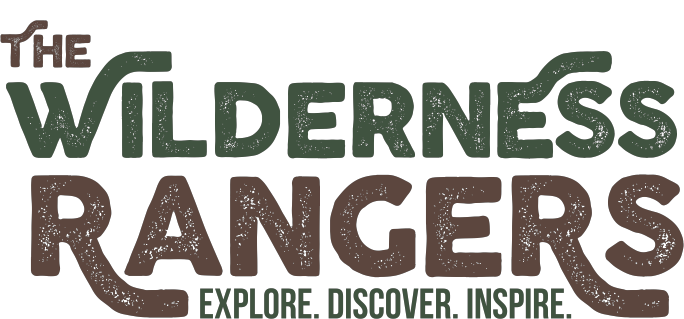 THE
WILDERNESS
RANGERS
EXPLORE. DISCOVER. INSPIRE.